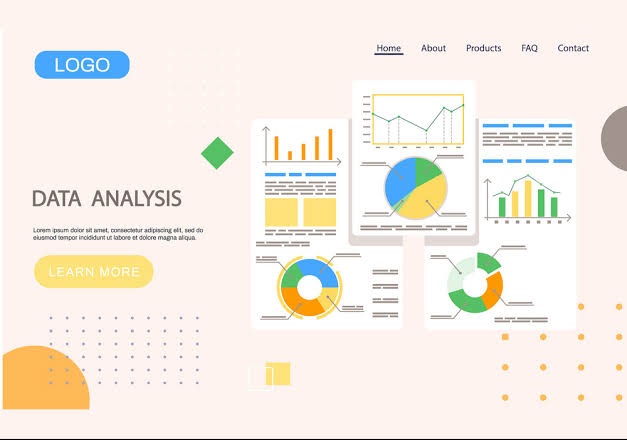 LOGO
Home About Products FAQ Contact
DATA ANALYSIS
Lorem ipsum dolor sit amet, consectetur adipiscing elit, sed do
eiusmod tempor incididunt ut labore et dolore magna aliqua.
LEARN MORE